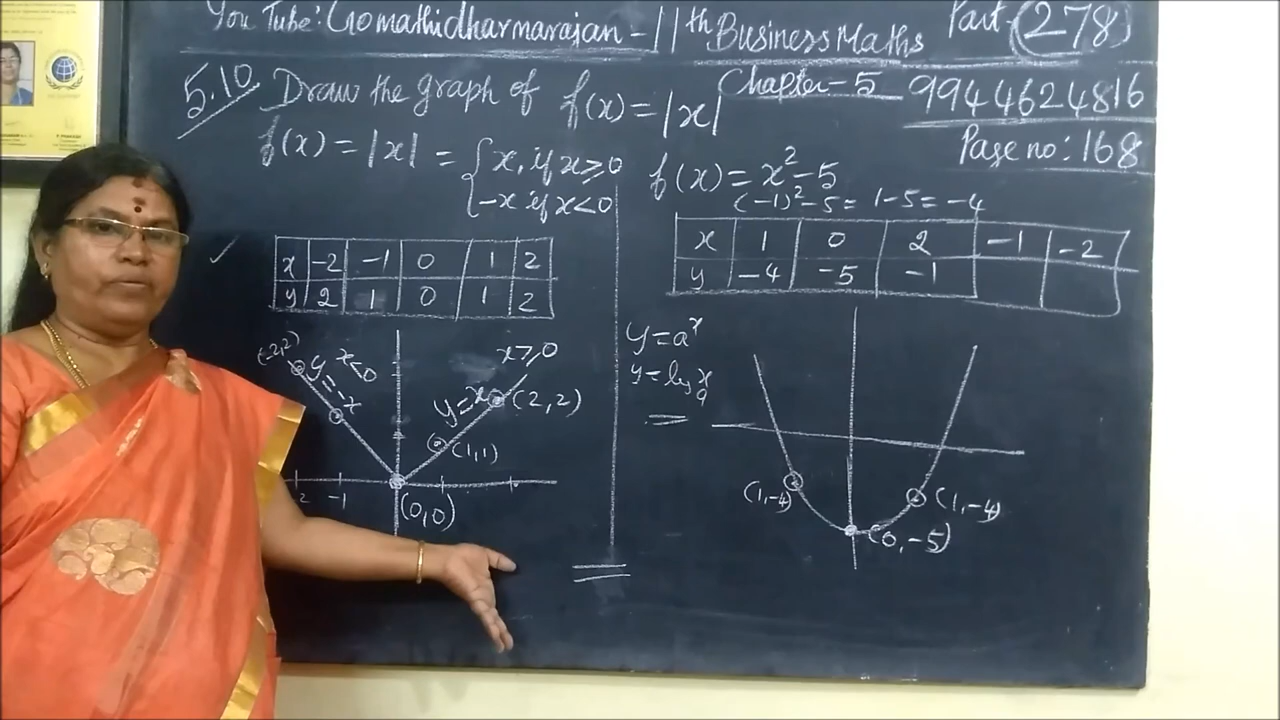 You Tube: Gomathidharmarajan - 11th Business Maths Part - 278
5.10 Draw the graph of f(x) = |x|
Chapter - 5
9944624816
Page no: 168
f(x) = |x| = { x, if x ≥ 0
-x if x < 0
f(x) = x² - 5
(-1)² - 5 = 1 - 5 = -4
x -2 -1 0 1 2
y 2 1 0 1 2
x 1 0 2 -1 -2
y -4 -5 -1
y = aˣ
y = log x a
(-2,2)
y = -x
x < 0
x ≥ 0
y = x
(2,2)
(1,1)
2 -1
(0,0)
(1,-4)
(1,-4)
(0,-5)